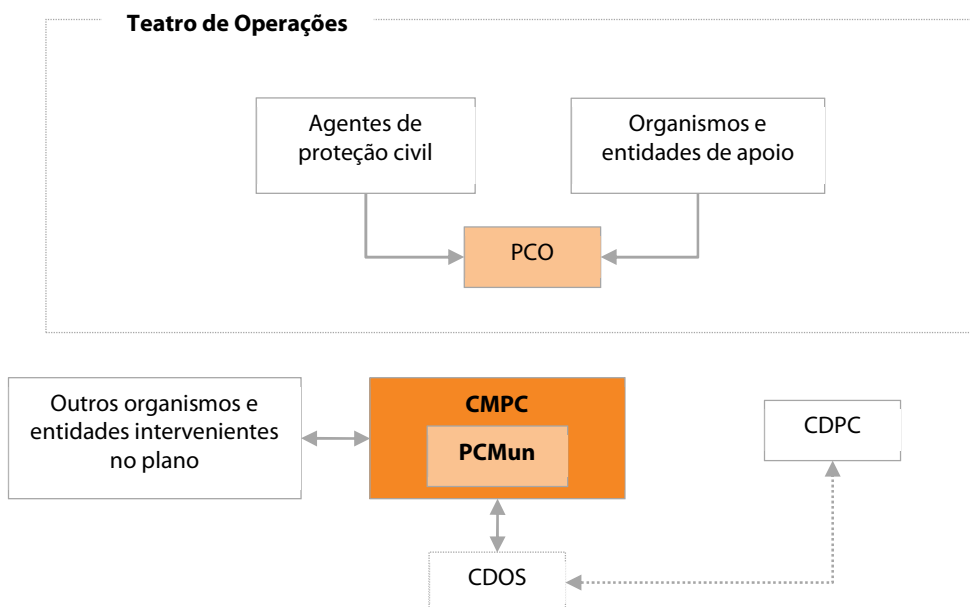 Teatro de Operações
Agentes de
proteção civil
Organismos e
entidades de apoio
PCO
Outros organismos e
entidades intervenientes
no plano
CMPC
PCMun
CDPC
CDOS